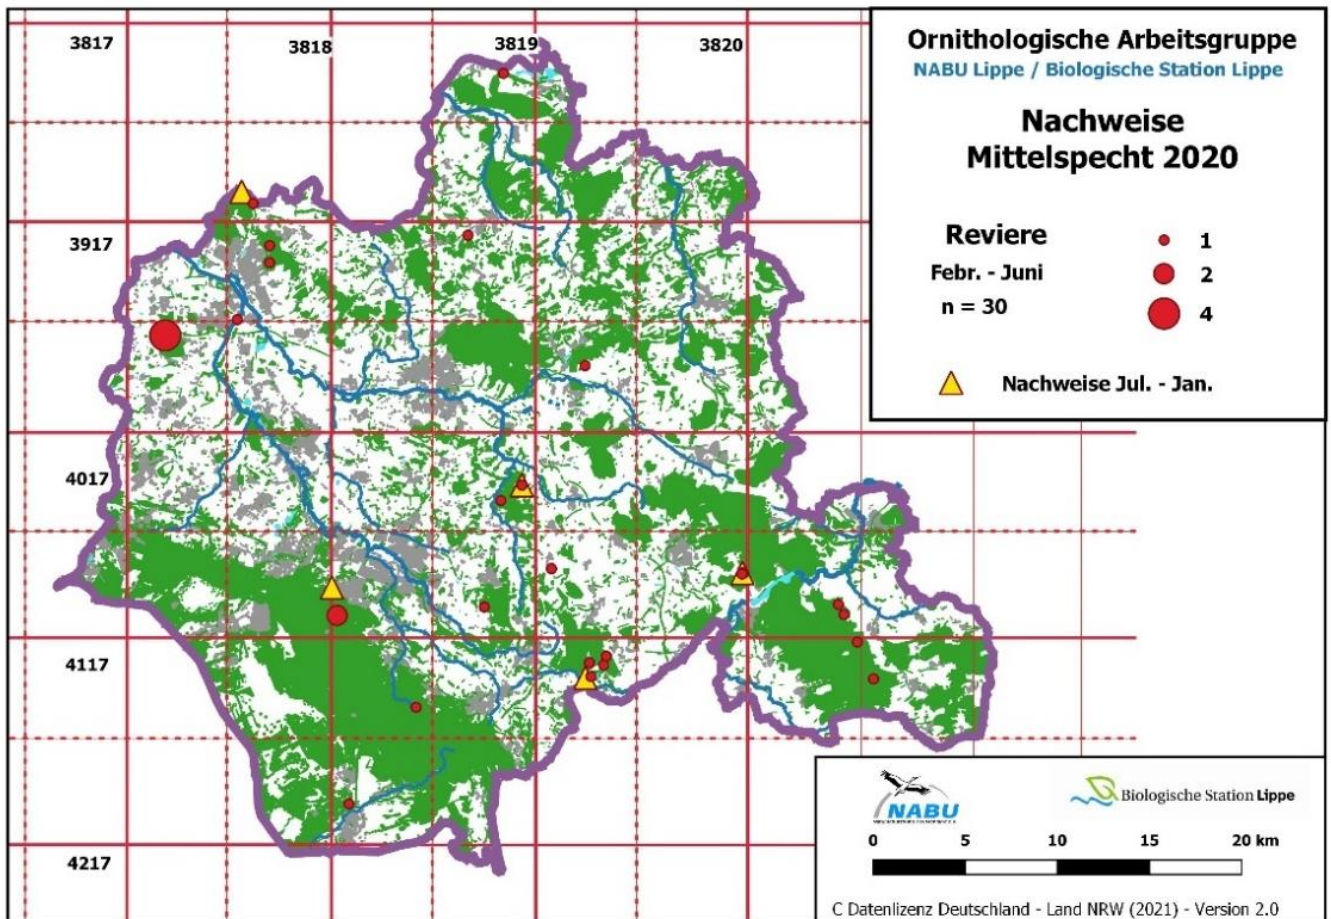 3817
3818
3819
3820
3917
4017
4117
4217
Ornithologische Arbeitsgruppe
NABU Lippe / Biologische Station Lippe
Nachweise
Mittelspecht 2020
Reviere
Febr. - Juni
n = 30
1
2
4
Nachweise Jul. - Jan.
NABU
Biologische Station Lippe
0 5 10 15 20 km
C Datenlizenz Deutschland - Land NRW (2021) - Version 2.0